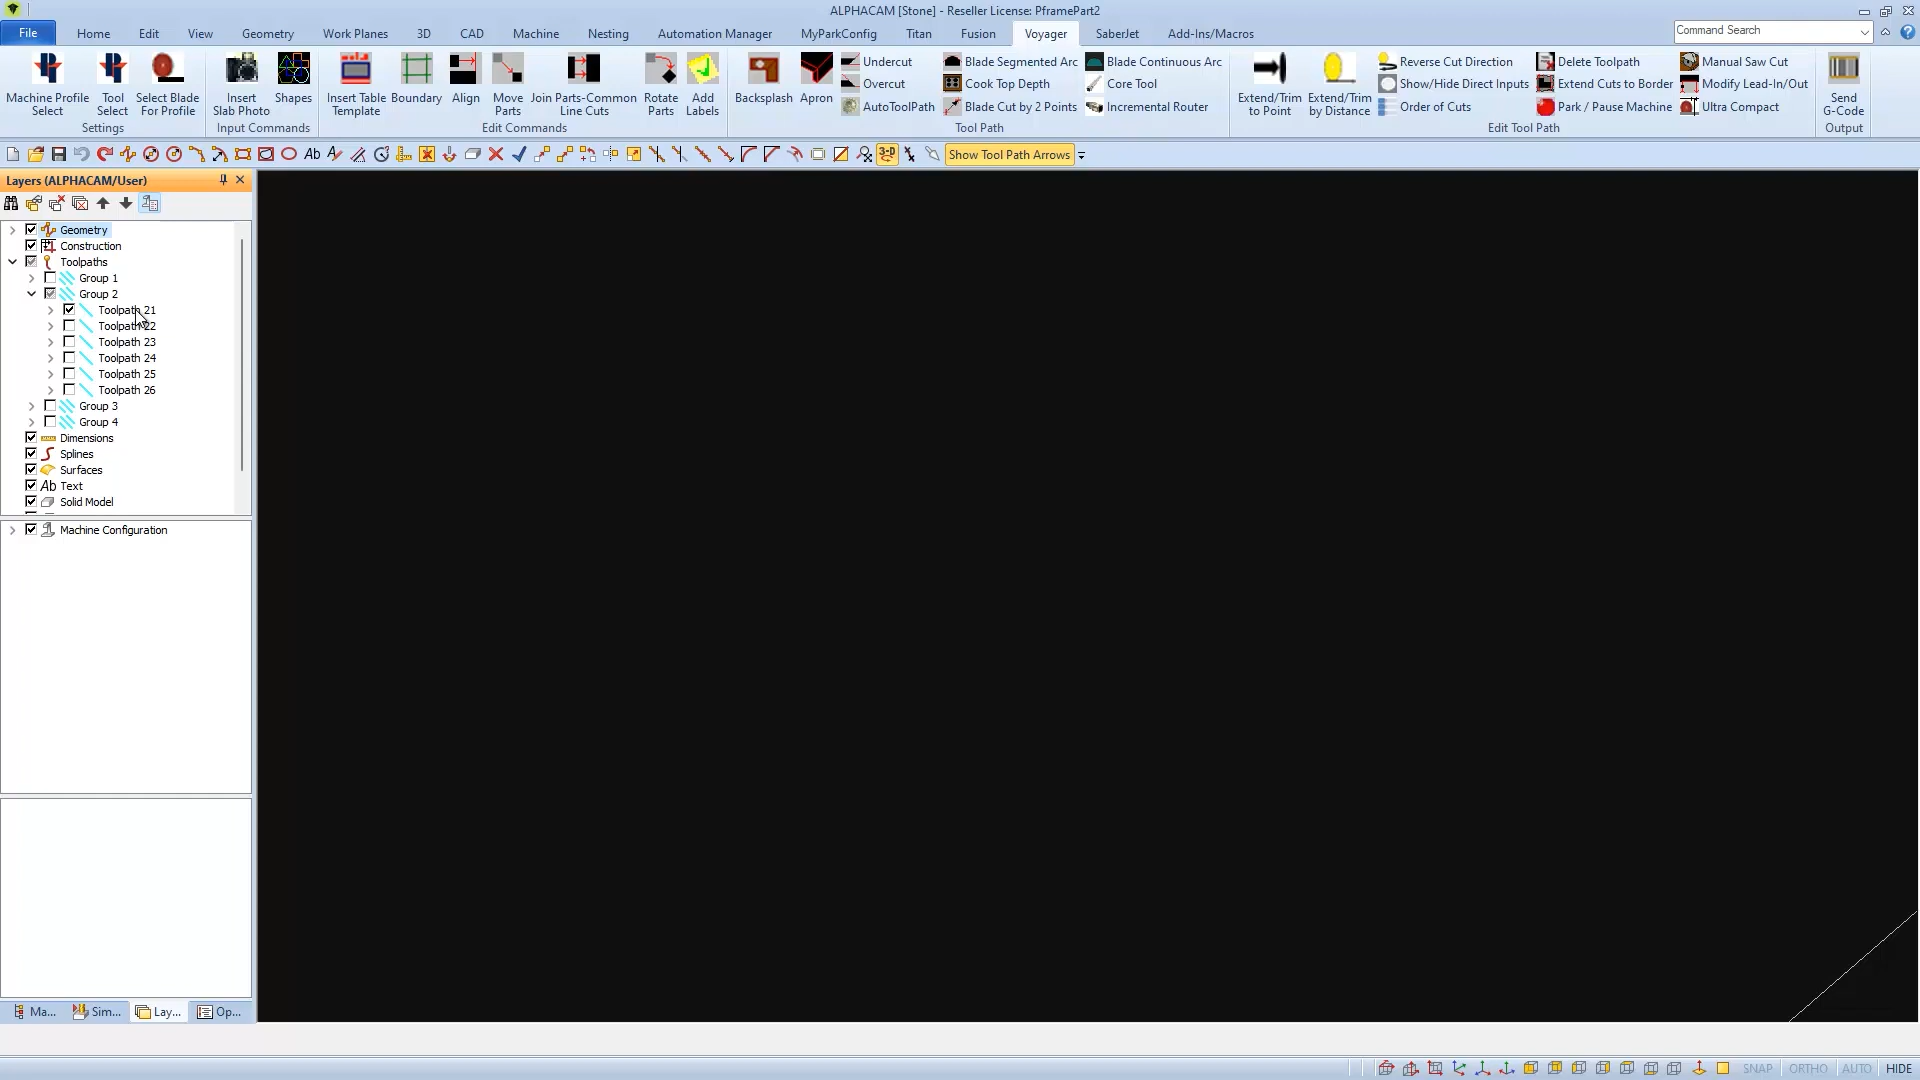 ALPHACAM [Stone] - Reseller License: PframePart2
File Home Edit View Geometry Work Planes 3D CAD Machine Nesting Automation Manager MyParkConfig Titan Fusion Voyager SaberJet Add-Ins/Macros Command Search
Machine Profile Select
Tool Select
Select Blade For Profile
Settings
Insert Slab Photo
Shapes
Input Commands
Insert Table Template
Boundary
Align
Move Parts
Join Parts-Common Line Cuts
Rotate Parts
Add Labels
Edit Commands
Backsplash
Apron
Undercut
Overcut
AutoToolPath
Blade Segmented Arc
Cook Top Depth
Blade Cut by 2 Points
Blade Continuous Arc
Core Tool
Incremental Router
Tool Path
Extend/Trim to Point
Extend/Trim by Distance
Reverse Cut Direction
Show/Hide Direct Inputs
Order of Cuts
Delete Toolpath
Extend Cuts to Border
Park / Pause Machine
Manual Saw Cut
Modify Lead-In/Out
Ultra Compact
Edit Tool Path
Send G-Code
Output
Ab 3-D Show Tool Path Arrows
Layers (ALPHACAM/User)
Geometry
Construction
Toolpaths
Group 1
Group 2
Toolpath 21
Toolpath 22
Toolpath 23
Toolpath 24
Toolpath 25
Toolpath 26
Group 3
Group 4
Dimensions
Splines
Surfaces
Ab Text
Solid Model
Machine Configuration
Ma... Sim... Lay... Op...
SNAP ORTHO AUTO HIDE